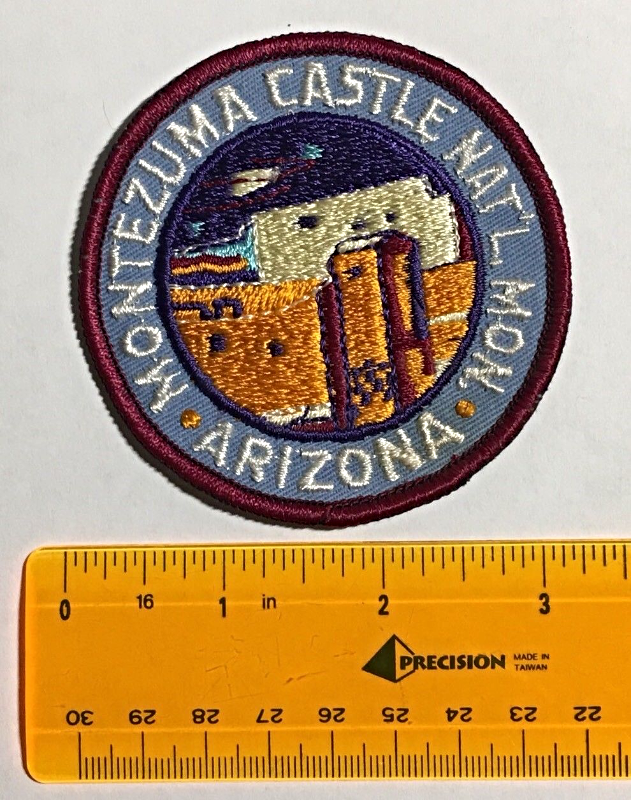 MONTEZUMA CASTLE NAT'L. MON.
• ARIZONA •
0 16 1 in 2 3
PRECISION MADE IN
TAIWAN
30 29 28 27 26 25 24 23 22